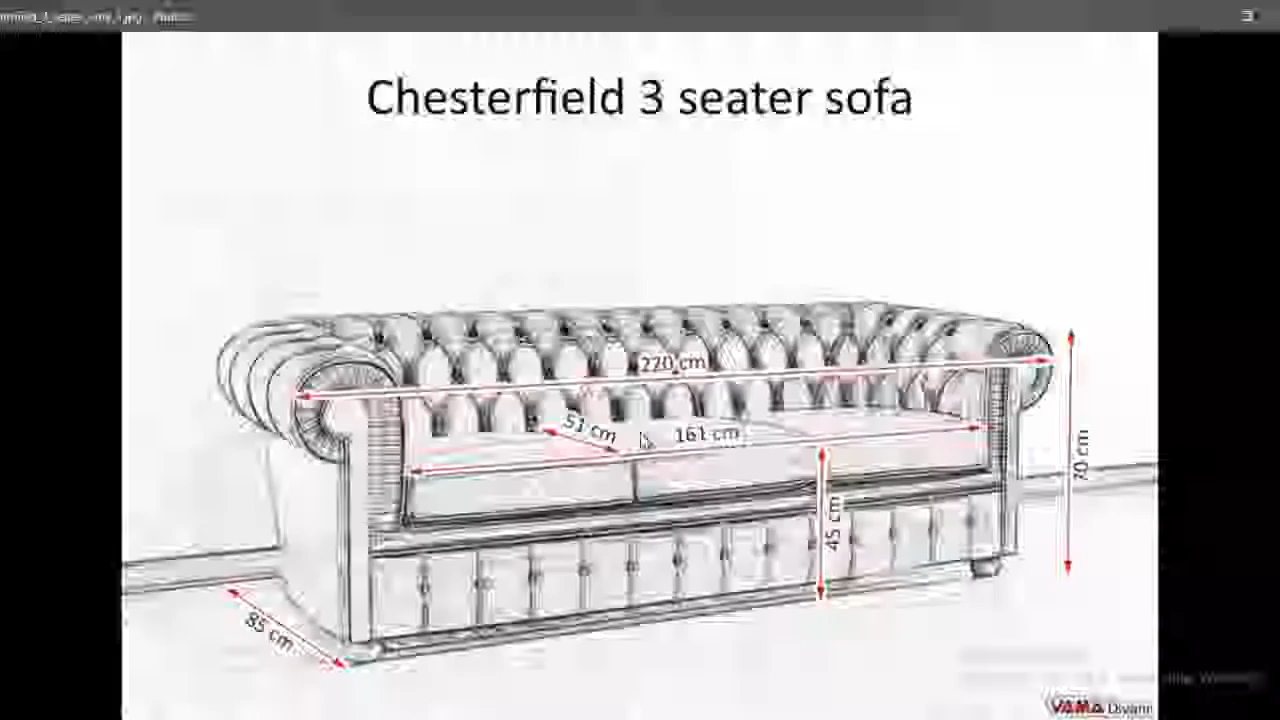 Chesterfield 3 seater sofa
220 cm
51 cm
161 cm
70 cm
45 cm
85 cm
VAMA Divani